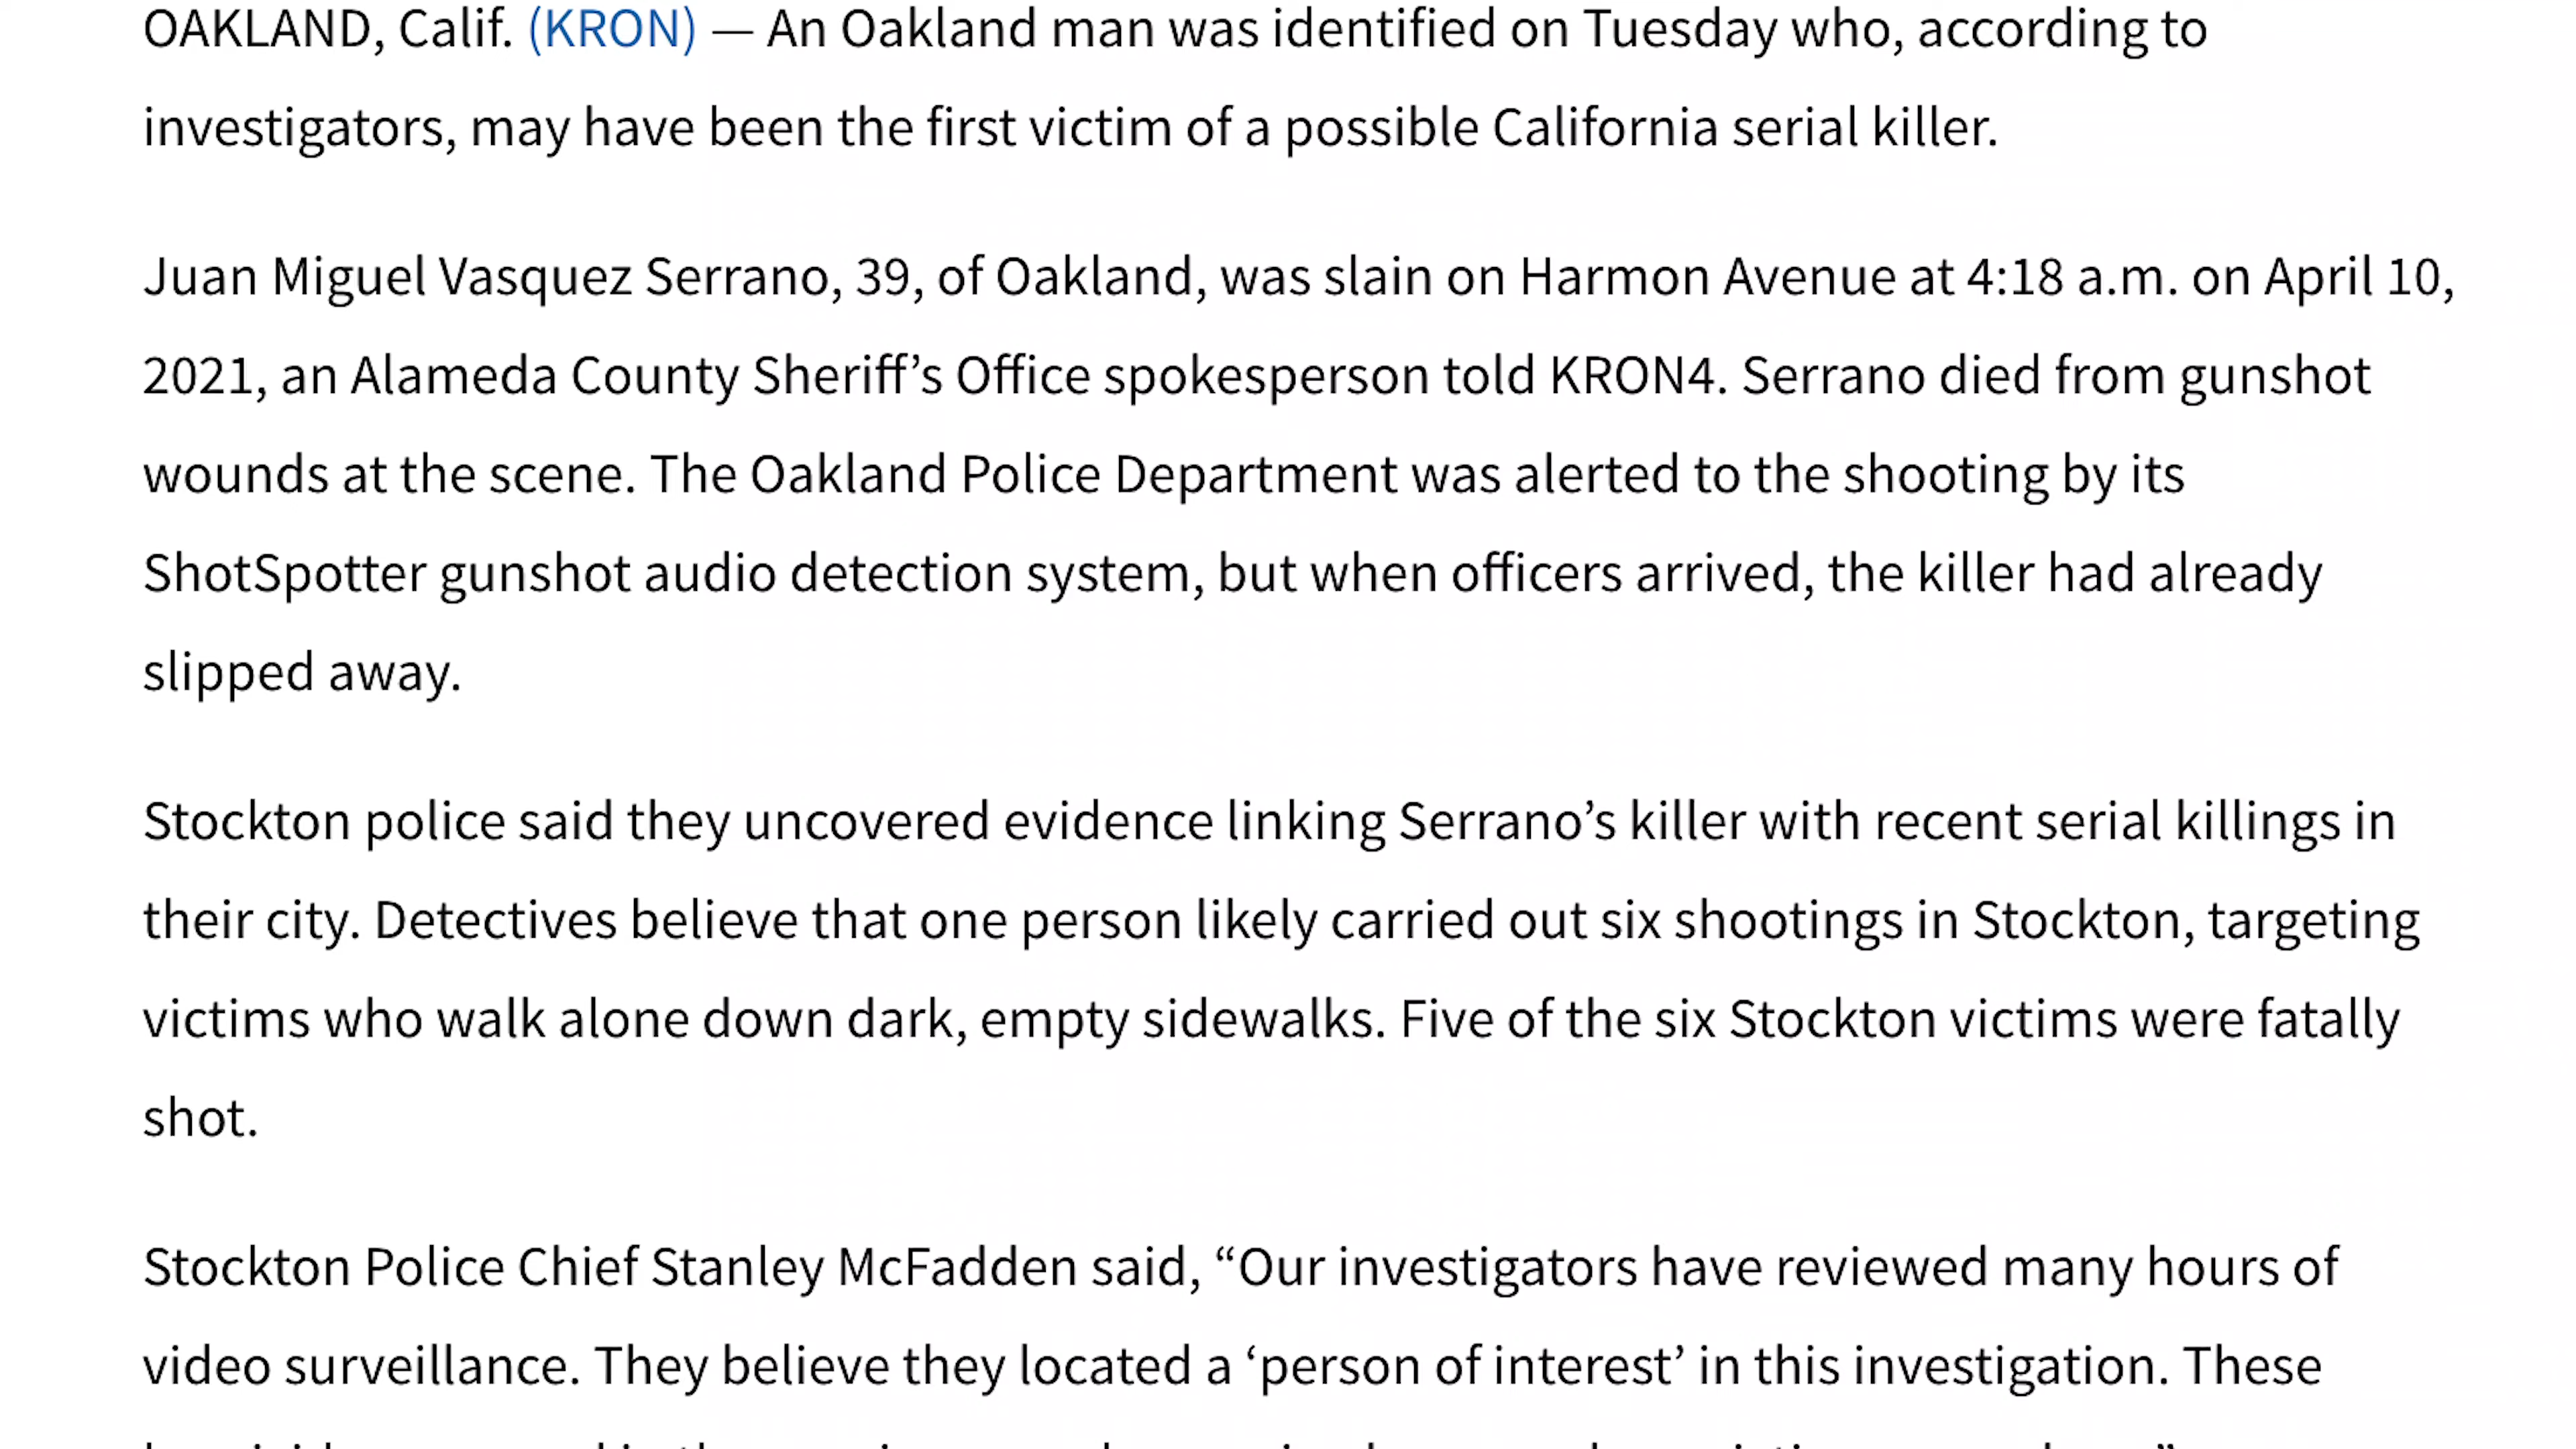 OAKLAND, Calif. (KRON) — An Oakland man was identified on Tuesday who, according to
investigators, may have been the first victim of a possible California serial killer.
Juan Miguel Vasquez Serrano, 39, of Oakland, was slain on Harmon Avenue at 4:18 a.m. on April 10,
2021, an Alameda County Sheriff’s Office spokesperson told KRON4. Serrano died from gunshot
wounds at the scene. The Oakland Police Department was alerted to the shooting by its
ShotSpotter gunshot audio detection system, but when officers arrived, the killer had already
slipped away.
Stockton police said they uncovered evidence linking Serrano’s killer with recent serial killings in
their city. Detectives believe that one person likely carried out six shootings in Stockton, targeting
victims who walk alone down dark, empty sidewalks. Five of the six Stockton victims were fatally
shot.
Stockton Police Chief Stanley McFadden said, “Our investigators have reviewed many hours of
video surveillance. They believe they located a ‘person of interest’ in this investigation. These